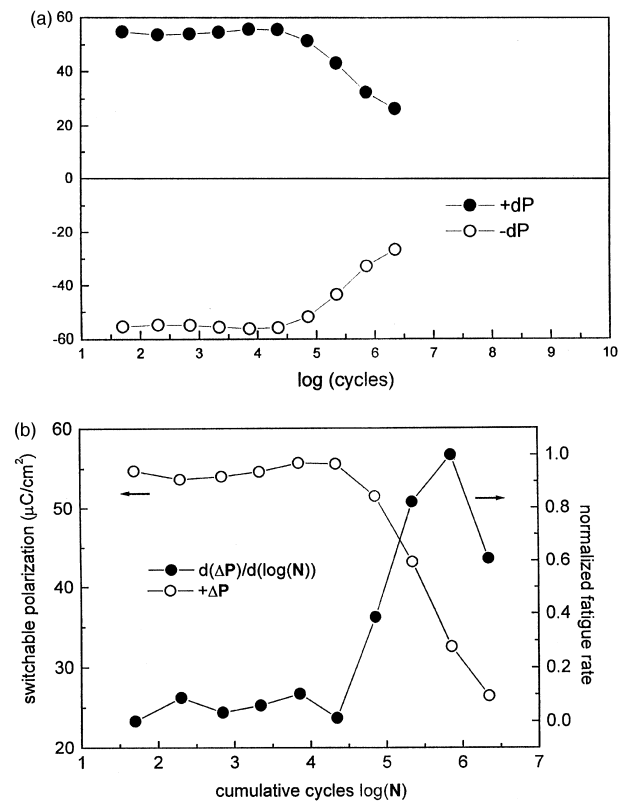 (a)
60
40
20
0
-20
-40
-60
+dP
-dP
1 2 3 4 5 6 7 8 9 10
log (cycles)
(b)
60
50
40
30
20
switchable polarization (μC/cm²)
d(ΔP)/d(log(N))
+ΔP
1.0
0.8
0.6
0.4
0.2
0.0
normalized fatigue rate
0 1 2 3 4 5 6 7
cumulative cycles log(N)